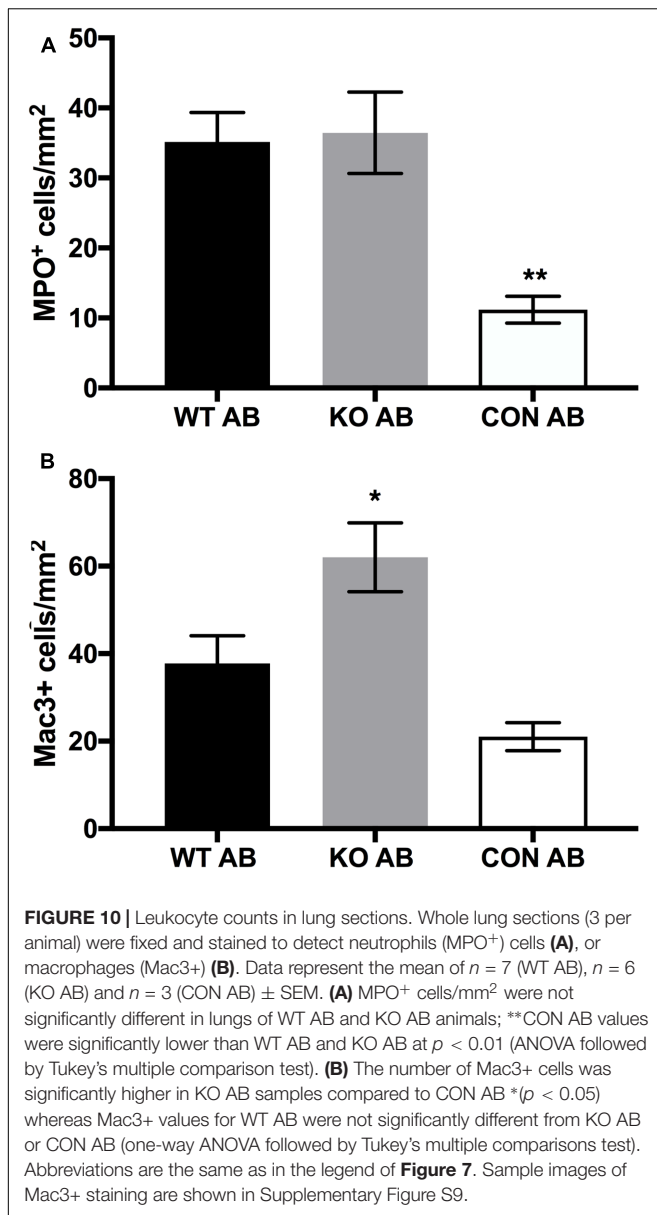 A
50
40
30
20
10
0
MPO⁺ cells/mm²
**
WT AB KO AB CON AB
B
80
60
40
20
0
Mac3+ cells/mm²
*
WT AB KO AB CON AB
FIGURE 10 | Leukocyte counts in lung sections. Whole lung sections (3 per
animal) were fixed and stained to detect neutrophils (MPO⁺) cells (A), or
macrophages (Mac3+) (B). Data represent the mean of n = 7 (WT AB), n = 6
(KO AB) and n = 3 (CON AB) ± SEM. (A) MPO⁺ cells/mm² were not
significantly different in lungs of WT AB and KO AB animals; **CON AB values
were significantly lower than WT AB and KO AB at p < 0.01 (ANOVA followed
by Tukey's multiple comparison test). (B) The number of Mac3+ cells was
significantly higher in KO AB samples compared to CON AB *(p < 0.05)
whereas Mac3+ values for WT AB were not significantly different from KO AB
or CON AB (one-way ANOVA followed by Tukey's multiple comparisons test).
Abbreviations are the same as in the legend of Figure 7. Sample images of
Mac3+ staining are shown in Supplementary Figure S9.